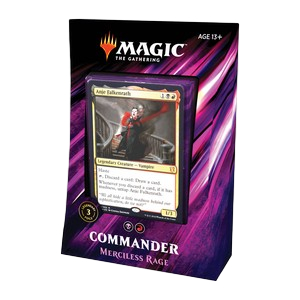 MAGIC
THE GATHERING
AGE 13+
Anje Falkenrath
Legendary Creature — Vampire
Haste
, Discard a card: Draw a card.
Whenever you discard a card, if it has
madness, untap Anje Falkenrath.
1/3
3
COMMANDER
MERCILESS RAGE